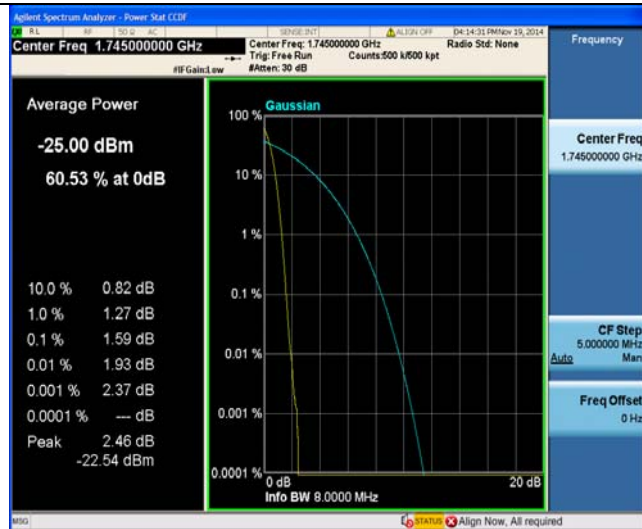 Agilent Spectrum Analyzer - Power Stat CCDF
RL RF 50 Ω AC SENSE:INT ALIGN OFF 04:14:31 PM Nov 19, 2014
Center Freq 1.745000000 GHz
Center Freq: 1.745000000 GHz Radio Std: None
Trig: Free Run Counts:500 k/500 kpt
#IFGain:Low #Atten: 30 dB
Frequency
Average Power
-25.00 dBm
60.53 % at 0dB
10.0 % 0.82 dB
1.0 % 1.27 dB
0.1 % 1.59 dB
0.01 % 1.93 dB
0.001 % 2.37 dB
0.0001 % --- dB
Peak 2.46 dB
-22.54 dBm
Gaussian
100 %
10 %
1 %
0.1 %
0.01 %
0.001 %
0.0001 %
0 dB 20 dB
Info BW 8.0000 MHz
Center Freq
1.745000000 GHz
CF Step
5.000000 MHz
Auto Man
Freq Offset
0 Hz
MSG STATUS Align Now, All required